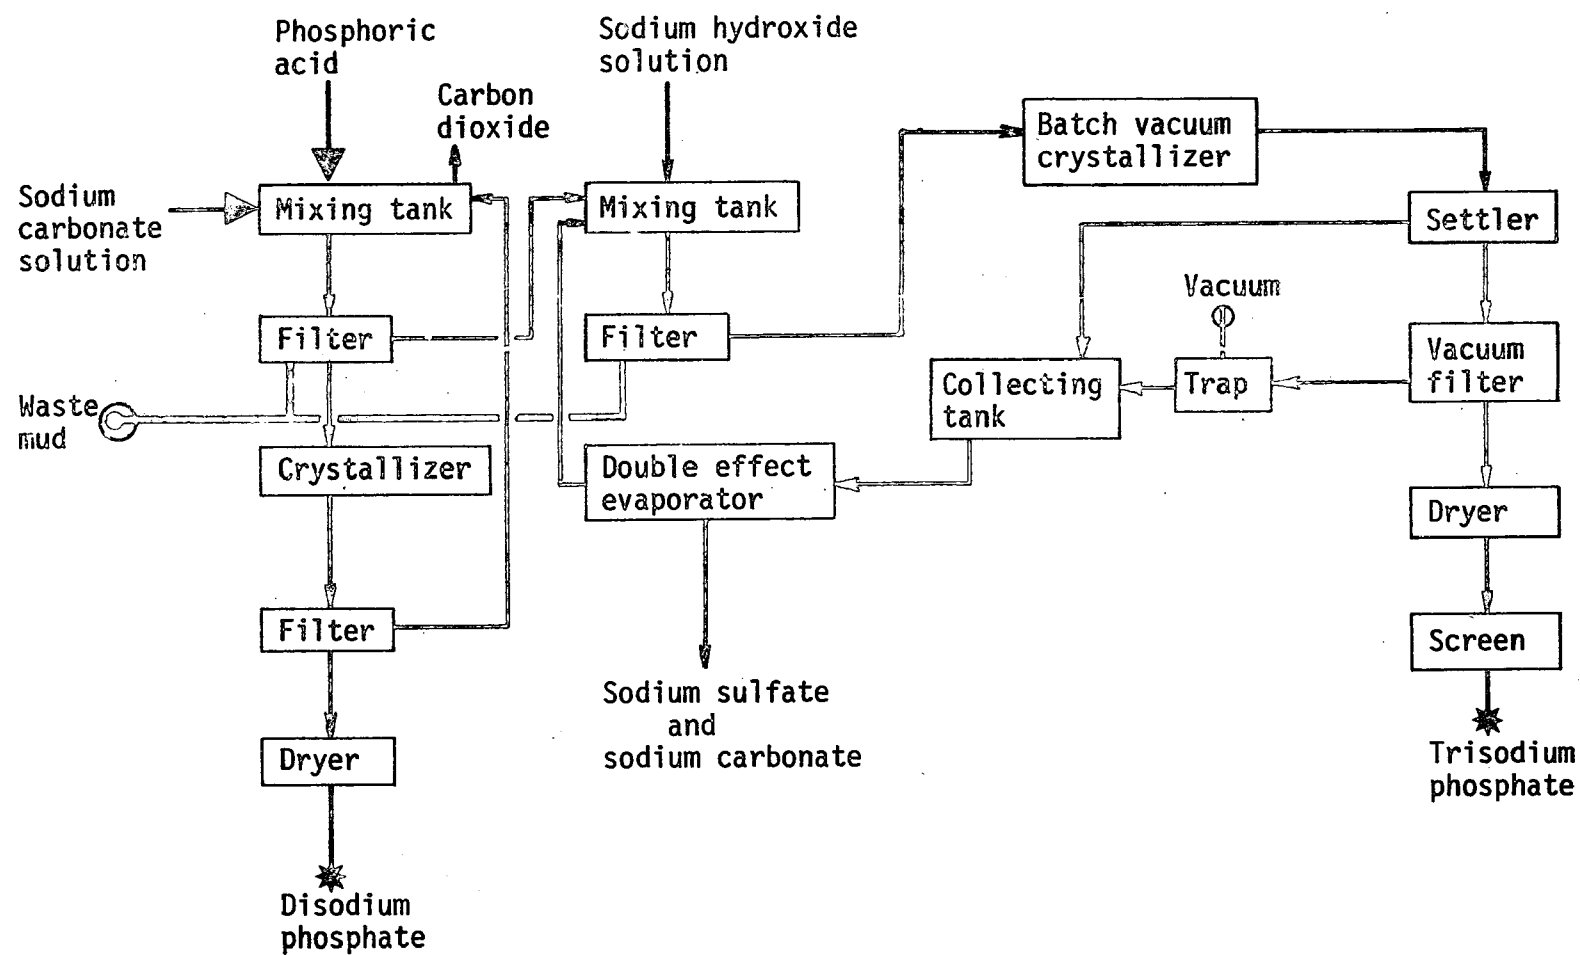 Phosphoric
acid
Sodium hydroxide
solution
Carbon
dioxide
Batch vacuum
crystallizer
Sodium
carbonate
solution
Mixing tank
Mixing tank
Settler
Vacuum
Filter
Filter
Vacuum
filter
Collecting
tank
Trap
Waste
mud
Crystallizer
Double effect
evaporator
Dryer
Filter
Screen
Sodium sulfate
and
sodium carbonate
Dryer
Trisodium
phosphate
Disodium
phosphate